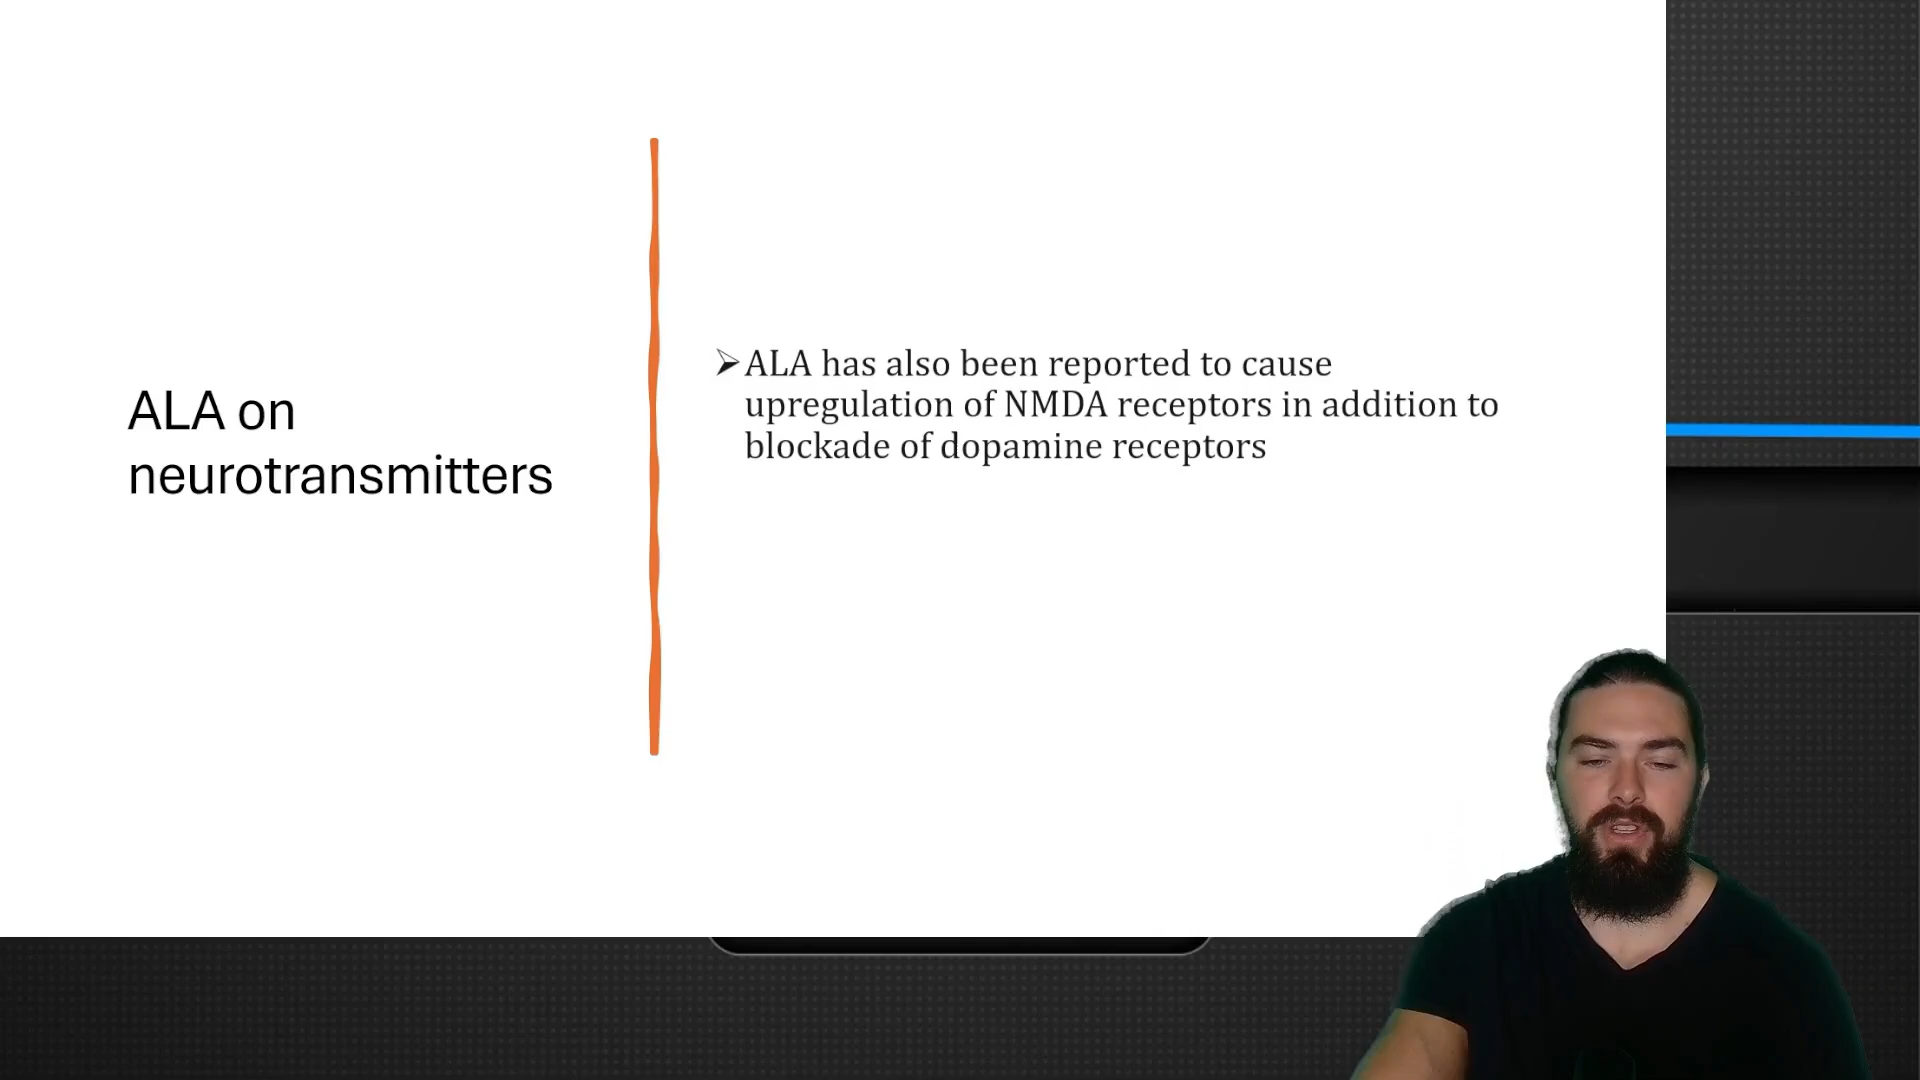 ALA on
neurotransmitters
➢ALA has also been reported to cause
upregulation of NMDA receptors in addition to
blockade of dopamine receptors